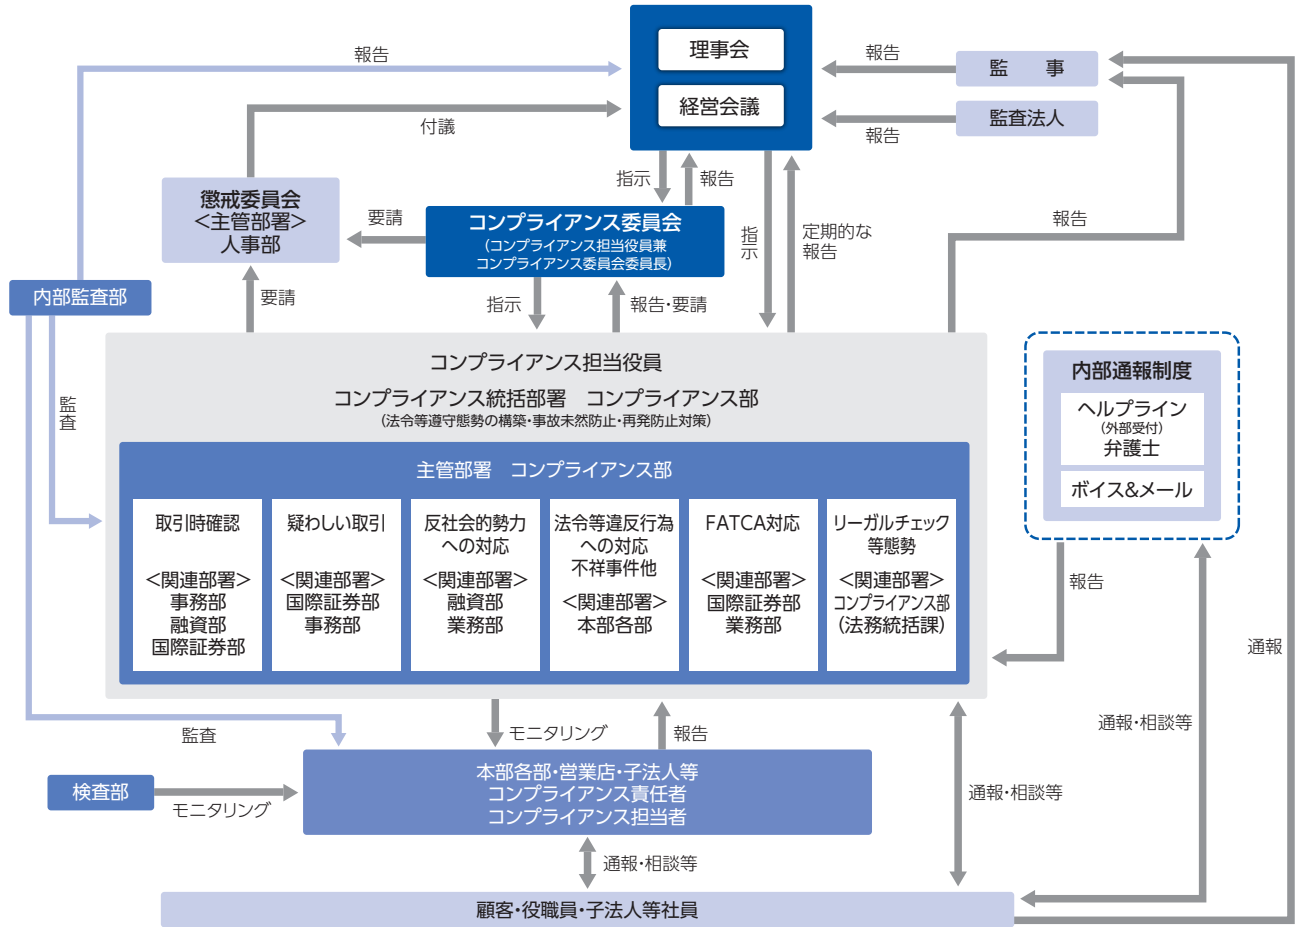 報告
理事会
経営会議
報告
監　事
監査法人
報告
付議
指示
報告
懲戒委員会
＜主管部署＞
人事部
要請
コンプライアンス委員会
(コンプライアンス担当役員兼
コンプライアンス委員会委員長)
指示
定期的な
報告
報告
内部監査部
要請
指示
報告・要請
コンプライアンス担当役員
コンプライアンス統括部署　コンプライアンス部
(法令等遵守態勢の構築・事故未然防止・再発防止対策)
監査
主管部署　コンプライアンス部
取引時確認
＜関連部署＞
事務部
融資部
国際証券部
疑わしい取引
＜関連部署＞
国際証券部
事務部
反社会的勢力
への対応
＜関連部署＞
融資部
業務部
法令等違反行為
への対応
不祥事件他
＜関連部署＞
本部各部
FATCA対応
＜関連部署＞
国際証券部
業務部
リーガルチェック
等態勢
＜関連部署＞
コンプライアンス部
(法務統括課)
内部通報制度
ヘルプライン
(外部受付)
弁護士
ボイス&メール
報告
通報
監査
モニタリング
報告
通報・相談等
検査部
モニタリング
本部各部・営業店・子法人等
コンプライアンス責任者
コンプライアンス担当者
通報・相談等
通報・相談等
顧客・役職員・子法人等社員